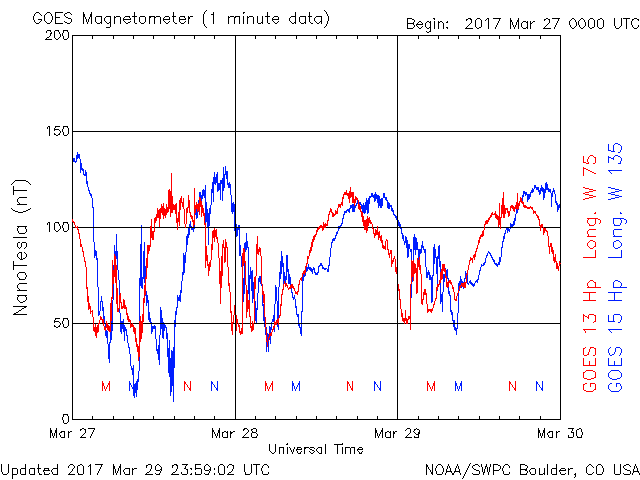 GOES Magnetometer (1 minute data)
Begin: 2017 Mar 27 0000 UTC
200
150
100
50
0
NanoTesla (nT)
M N N N M M N N M M N N
Mar 27 Mar 28 Mar 29 Mar 30
Universal Time
GOES 13 Hp Long. W 75
GOES 15 Hp Long. W 135
Updated 2017 Mar 29 23:59:02 UTC
NOAA/SWPC Boulder, CO USA